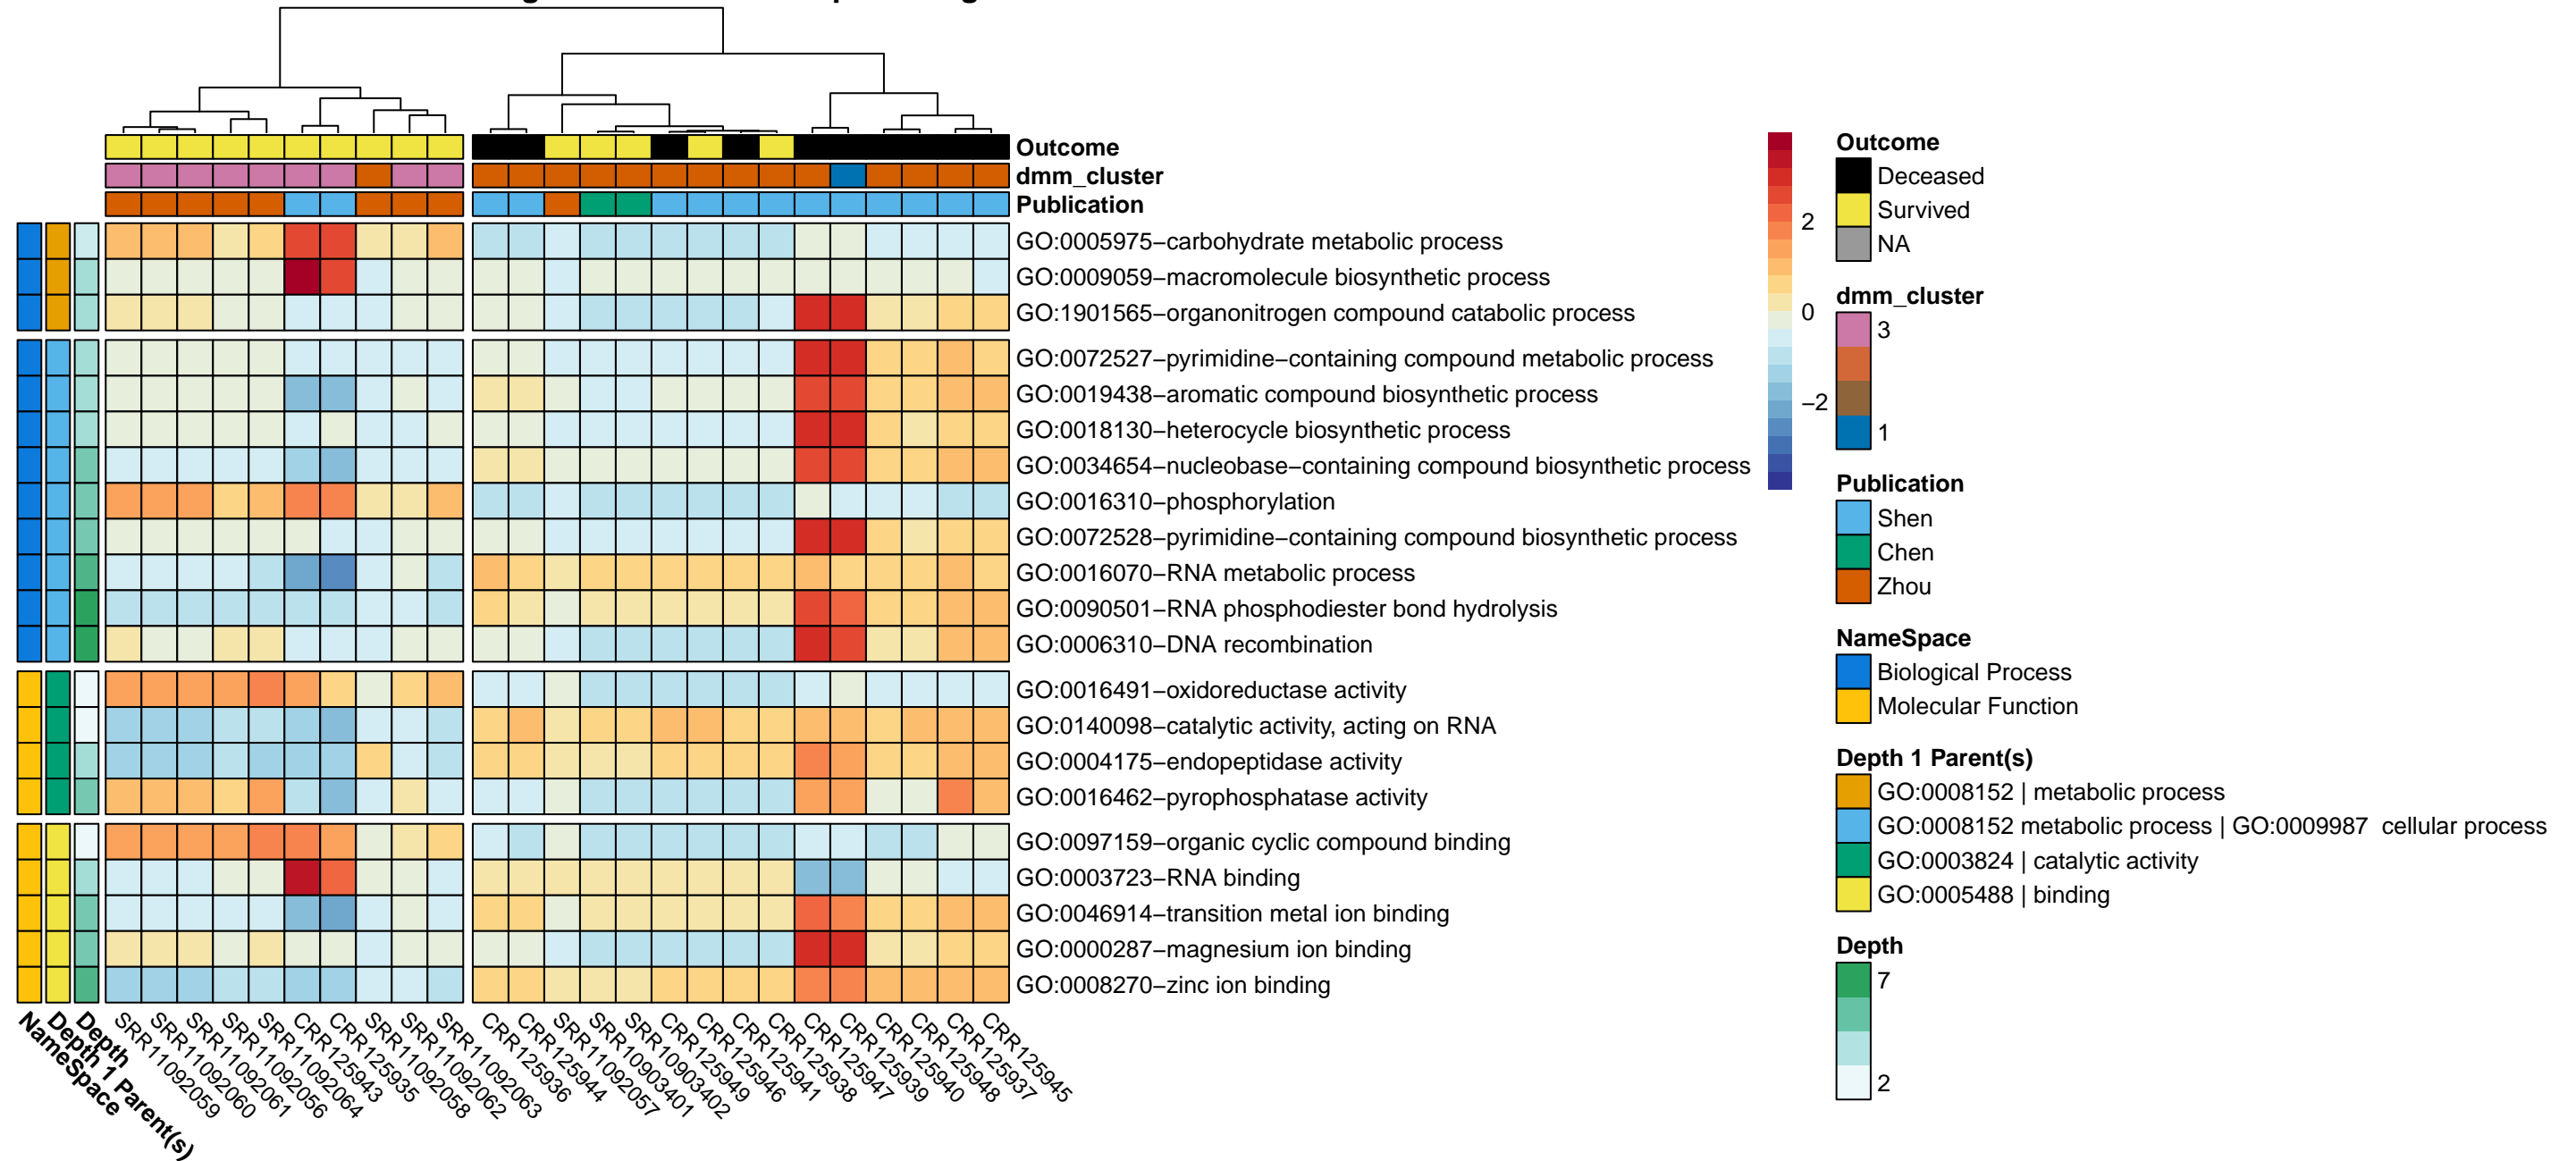 Outcome
dmm_cluster
Publication
GO:0005975−carbohydrate metabolic process
GO:0009059−macromolecule biosynthetic process
GO:1901565−organonitrogen compound catabolic process
GO:0072527−pyrimidine−containing compound metabolic process
GO:0019438−aromatic compound biosynthetic process
GO:0018130−heterocycle biosynthetic process
GO:0034654−nucleobase−containing compound biosynthetic process
GO:0016310−phosphorylation
GO:0072528−pyrimidine−containing compound biosynthetic process
GO:0016070−RNA metabolic process
GO:0090501−RNA phosphodiester bond hydrolysis
GO:0006310−DNA recombination
GO:0016491−oxidoreductase activity
GO:0140098−catalytic activity, acting on RNA
GO:0004175−endopeptidase activity
GO:0016462−pyrophosphatase activity
GO:0097159−organic cyclic compound binding
GO:0003723−RNA binding
GO:0046914−transition metal ion binding
GO:0000287−magnesium ion binding
GO:0008270−zinc ion binding
NameSpace
Depth 1 Parent(s)
Depth
SRR11092059
SRR11092060
SRR11092061
SRR11092056
SRR11092064
CRR125943
CRR125935
SRR11092058
SRR11092062
SRR11092063
CRR125936
CRR125944
SRR11092057
SRR10903401
SRR10903402
CRR125949
CRR125946
CRR125941
CRR125938
CRR125947
CRR125939
CRR125940
CRR125948
CRR125937
CRR125945
2
0
−2
Outcome
Deceased
Survived
NA
dmm_cluster
3
1
Publication
Shen
Chen
Zhou
NameSpace
Biological Process
Molecular Function
Depth 1 Parent(s)
GO:0008152 | metabolic process
GO:0008152 metabolic process | GO:0009987  cellular process
GO:0003824 | catalytic activity
GO:0005488 | binding
Depth
7
2